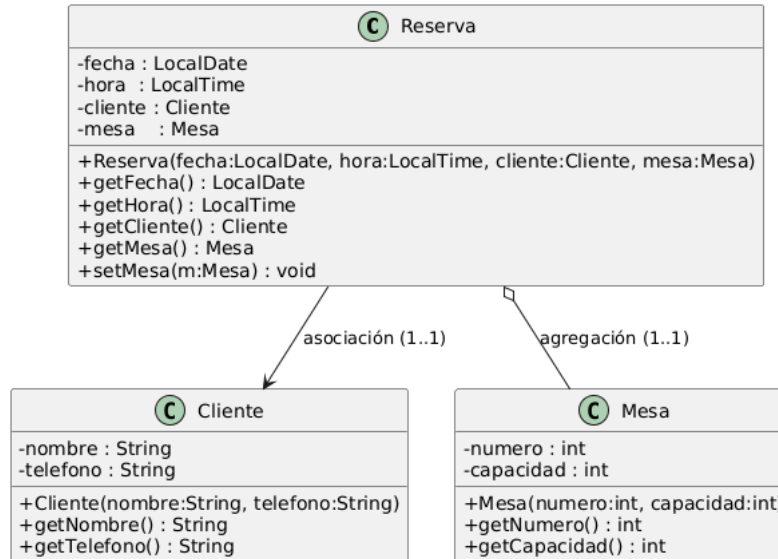 C Reserva
-fecha : LocalDate
-hora : LocalTime
-cliente : Cliente
-mesa : Mesa
+Reserva(fecha:LocalDate, hora:LocalTime, cliente:Cliente, mesa:Mesa)
+getFecha() : LocalDate
+getHora() : LocalTime
+getCliente() : Cliente
+getMesa() : Mesa
+setMesa(m:Mesa) : void
asociación (1..1)
agregación (1..1)
C Cliente
-nombre : String
-telefono : String
+Cliente(nombre:String, telefono:String)
+getNombre() : String
+getTelefono() : String
C Mesa
-numero : int
-capacidad : int
+Mesa(numero:int, capacidad:int)
+getNumero() : int
+getCapacidad() : int